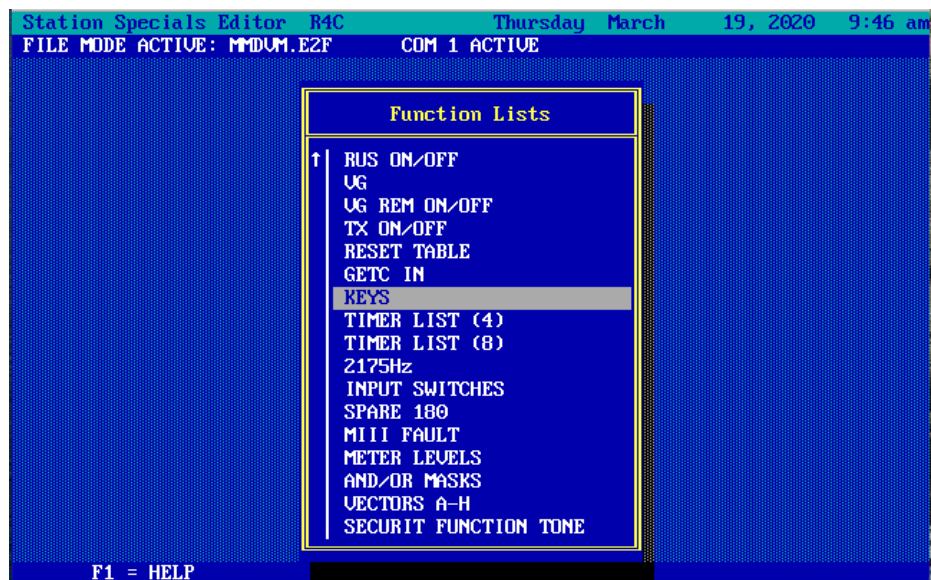 Station Specials Editor R4C Thursday March 19, 2020 9:46 am
FILE MODE ACTIVE: MMDVM.E2F COM 1 ACTIVE
Function Lists
↑ RUS ON/OFF
VG
VG REM ON/OFF
TX ON/OFF
RESET TABLE
GETC IN
KEYS
TIMER LIST (4)
TIMER LIST (8)
2175Hz
INPUT SWITCHES
SPARE 180
MIII FAULT
METER LEVELS
AND/OR MASKS
VECTORS A-H
SECURIT FUNCTION TONE
F1 = HELP